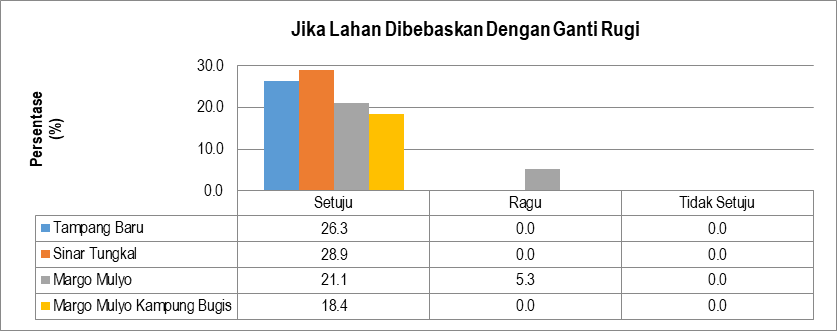 Jika Lahan Dibebaskan Dengan Ganti Rugi
Persentase
(%)
30.0
20.0
10.0
0.0
Setuju Ragu Tidak Setuju
Tampang Baru 26.3 0.0 0.0
Sinar Tungkal 28.9 0.0 0.0
Margo Mulyo 21.1 5.3 0.0
Margo Mulyo Kampung Bugis 18.4 0.0 0.0